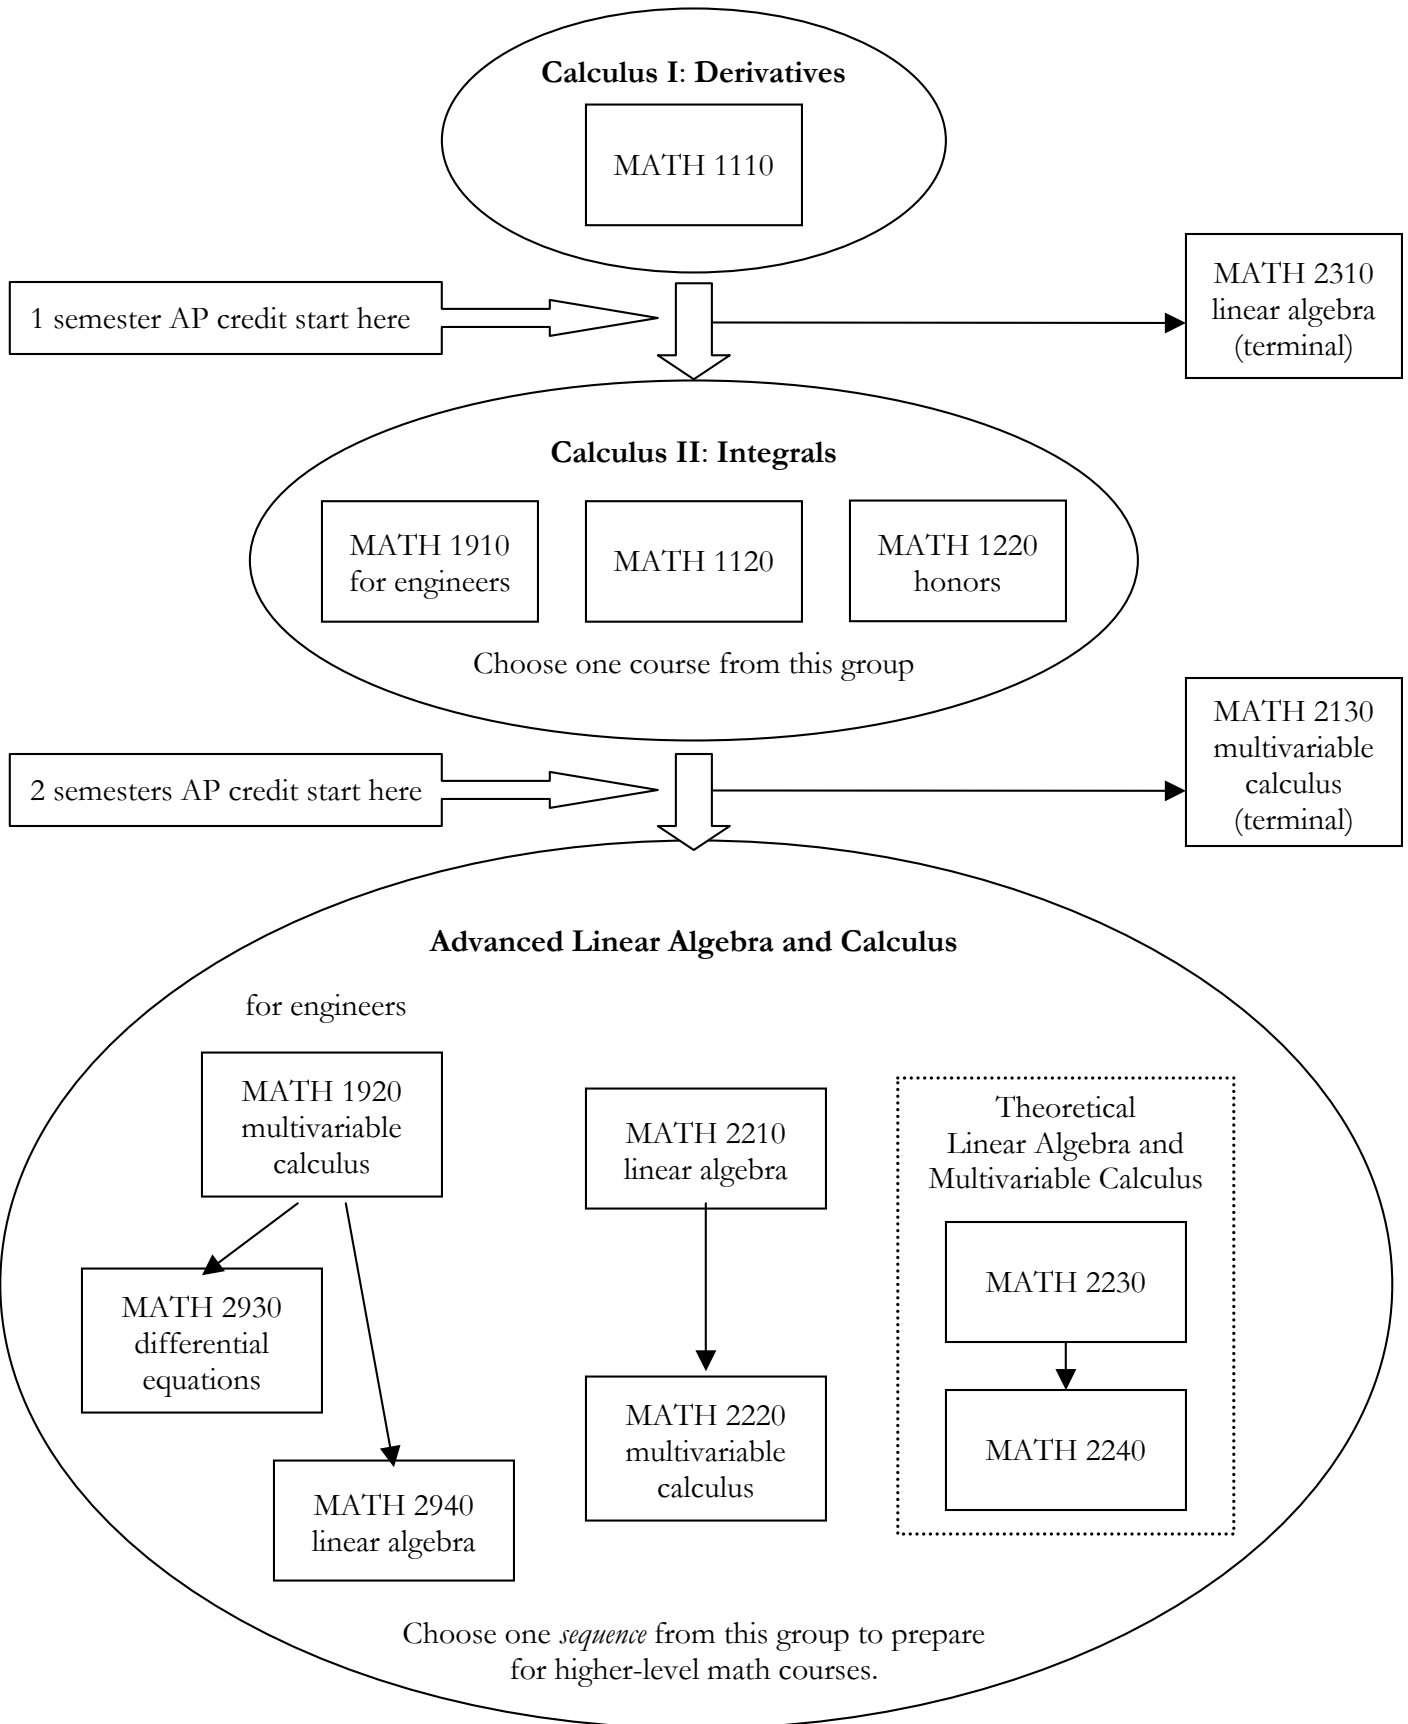 Calculus I: Derivatives
MATH 1110
1 semester AP credit start here
MATH 2310
linear algebra
(terminal)
Calculus II: Integrals
MATH 1910
for engineers
MATH 1120
MATH 1220
honors
Choose one course from this group
2 semesters AP credit start here
MATH 2130
multivariable
calculus
(terminal)
Advanced Linear Algebra and Calculus
for engineers
MATH 1920
multivariable
calculus
MATH 2930
differential
equations
MATH 2940
linear algebra
MATH 2210
linear algebra
MATH 2220
multivariable
calculus
Theoretical
Linear Algebra and
Multivariable Calculus
MATH 2230
MATH 2240
Choose one sequence from this group to prepare
for higher-level math courses.